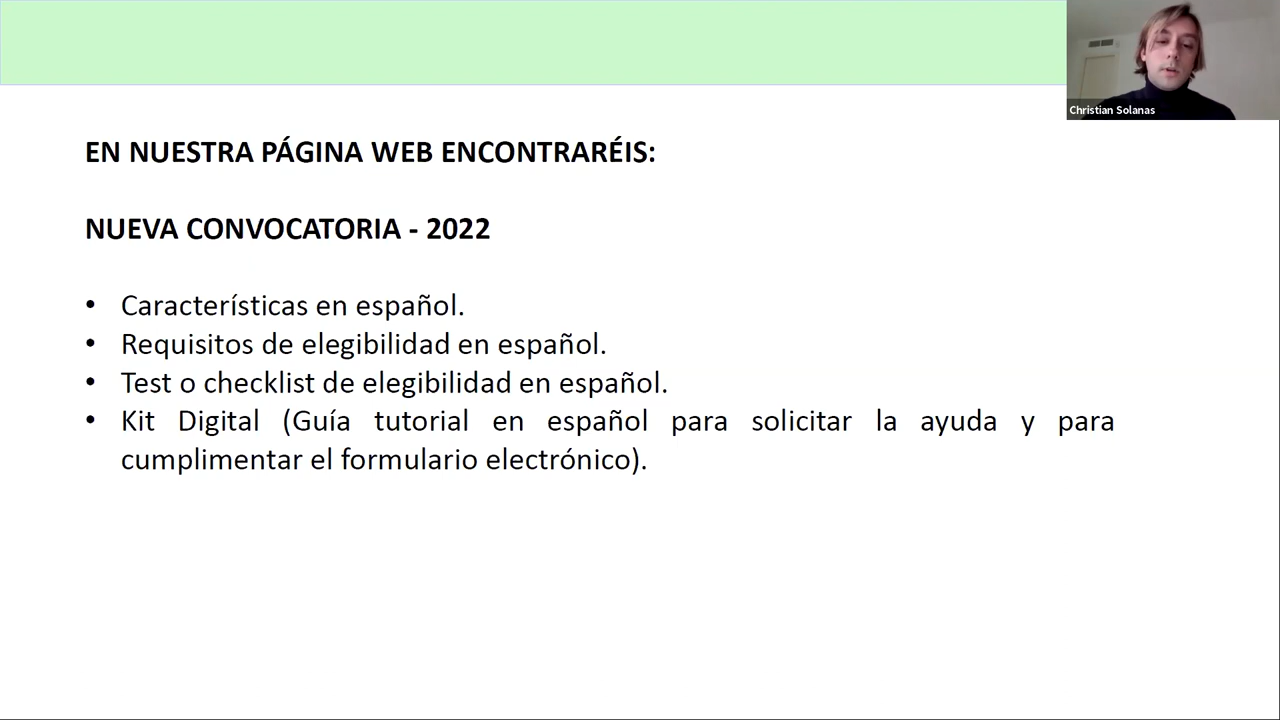 Christian Solanas
EN NUESTRA PÁGINA WEB ENCONTRARÉIS:
NUEVA CONVOCATORIA - 2022
• Características en español.
• Requisitos de elegibilidad en español.
• Test o checklist de elegibilidad en español.
• Kit Digital (Guía tutorial en español para solicitar la ayuda y para
cumplimentar el formulario electrónico).